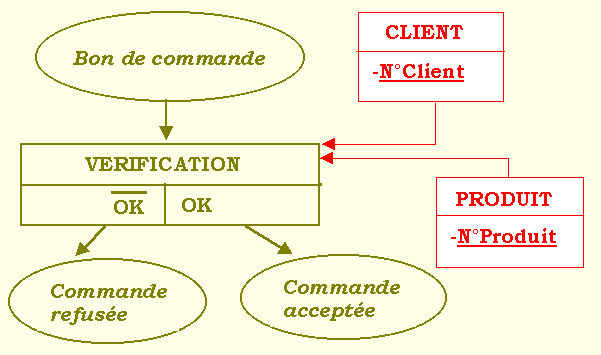 Bon de commande
CLIENT
-N°Client
VERIFICATION
OK OK
PRODUIT
-N°Produit
Commande
refusée
Commande
acceptée